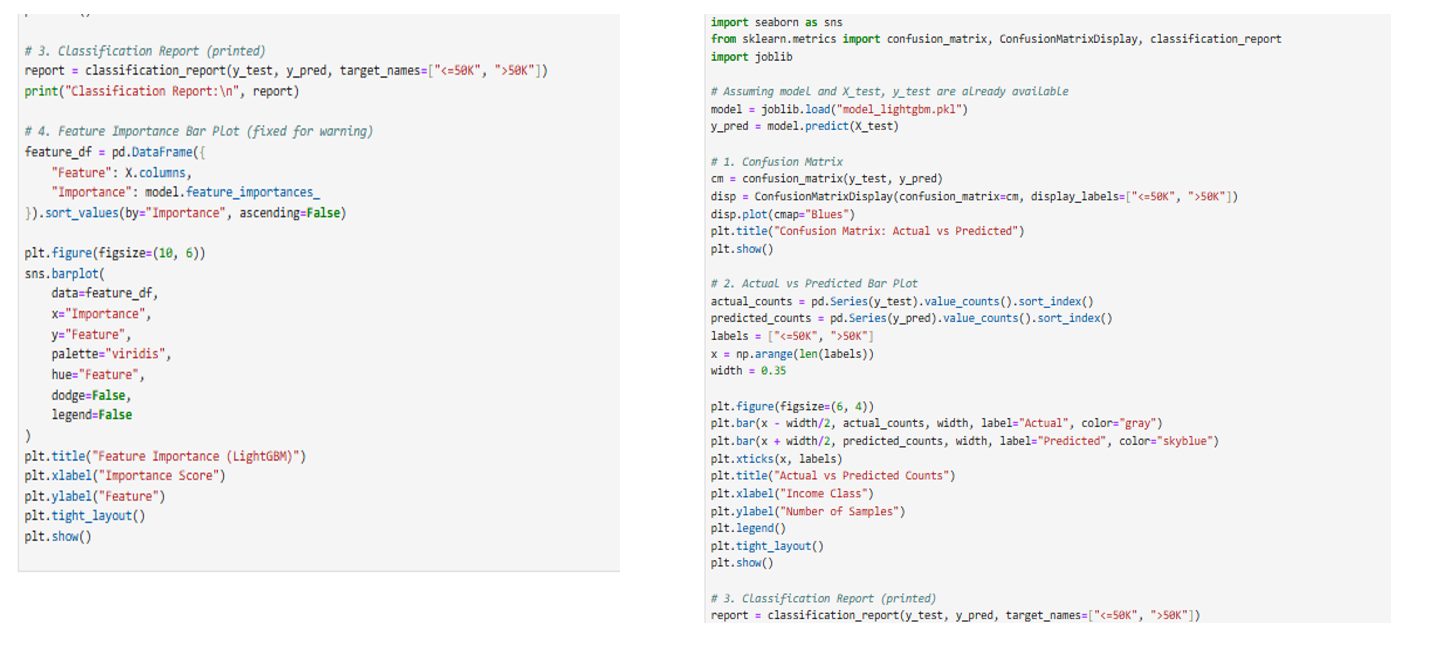 # 3. Classification Report (printed)
report = classification_report(y_test, y_pred, target_names=["<=50K", ">50K"])
print("Classification Report:\n", report)

# 4. Feature Importance Bar Plot (fixed for warning)
feature_df = pd.DataFrame({
    "Feature": X.columns,
    "Importance": model.feature_importances_
}).sort_values(by="Importance", ascending=False)

plt.figure(figsize=(10, 6))
sns.barplot(
    data=feature_df,
    x="Importance",
    y="Feature",
    palette="viridis",
    hue="Feature",
    dodge=False,
    legend=False
)
plt.title("Feature Importance (LightGBM)")
plt.xlabel("Importance Score")
plt.ylabel("Feature")
plt.tight_layout()
plt.show()

import seaborn as sns
from sklearn.metrics import confusion_matrix, ConfusionMatrixDisplay, classification_report
import joblib

# Assuming model and X_test, y_test are already available
model = joblib.load("model_lightgbm.pkl")
y_pred = model.predict(X_test)

# 1. Confusion Matrix
cm = confusion_matrix(y_test, y_pred)
disp = ConfusionMatrixDisplay(confusion_matrix=cm, display_labels=["<=50K", ">50K"])
disp.plot(cmap="Blues")
plt.title("Confusion Matrix: Actual vs Predicted")
plt.show()

# 2. Actual vs Predicted Bar Plot
actual_counts = pd.Series(y_test).value_counts().sort_index()
predicted_counts = pd.Series(y_pred).value_counts().sort_index()
labels = ["<=50K", ">50K"]
x = np.arange(len(labels))
width = 0.35

plt.figure(figsize=(6, 4))
plt.bar(x - width/2, actual_counts, width, label="Actual", color="gray")
plt.bar(x + width/2, predicted_counts, width, label="Predicted", color="skyblue")
plt.xticks(x, labels)
plt.title("Actual vs Predicted Counts")
plt.xlabel("Income Class")
plt.ylabel("Number of Samples")
plt.legend()
plt.tight_layout()
plt.show()

# 3. Classification Report (printed)
report = classification_report(y_test, y_pred, target_names=["<=50K", ">50K"])